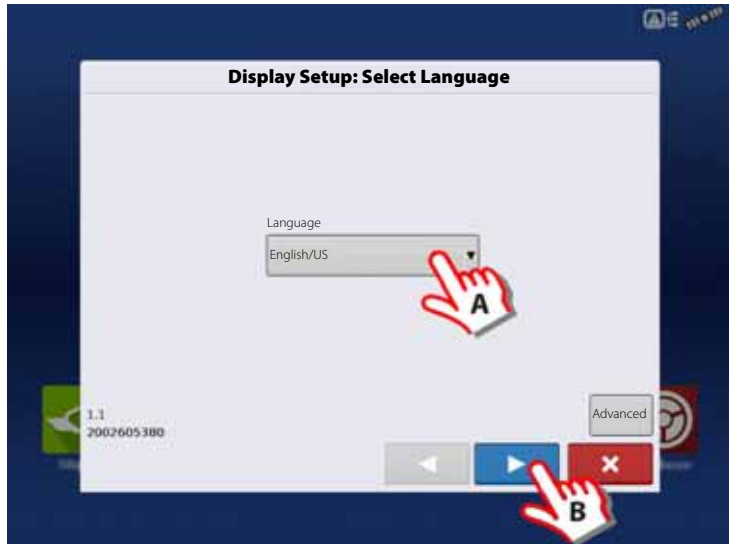 Display Setup: Select Language
Language
English/US
A
1.1
2002605380
Advanced
B